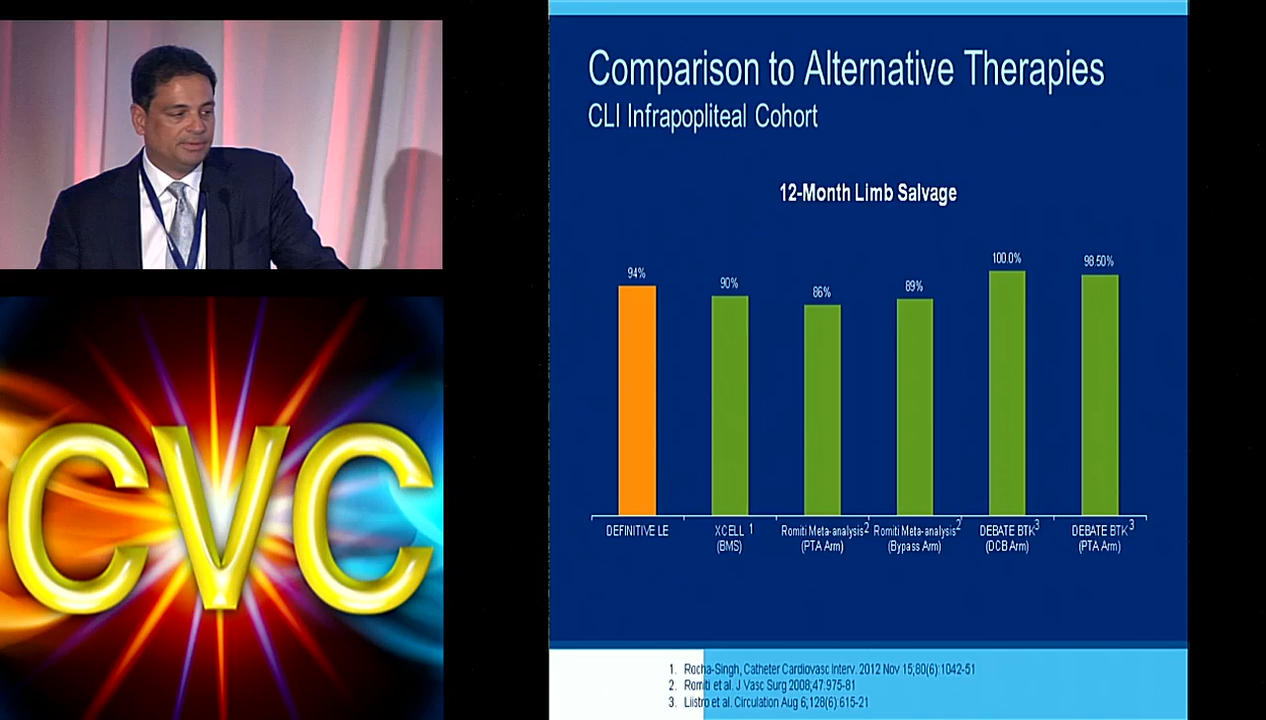 Comparison to Alternative Therapies
CLI Infrapopliteal Cohort
12-Month Limb Salvage
94%
90%
86%
89%
100.0%
98.50%
DEFINITIVE LE
XCELL 1
(BMS)
Romiti Meta-analysis2
(PTA Arm)
Romiti Meta-analysis2
(Bypass Arm)
DEBATE BTK3
(DCB Arm)
DEBATE BTK3
(PTA Arm)
1. Rocha-Singh, Catheter Cardiovasc Interv. 2012 Nov 15;80(6):1042-51
2. Romiti et al. J Vasc Surg 2008;47:975-81
3. Liistro et al. Circulation Aug 6;128(6):615-21
CVC